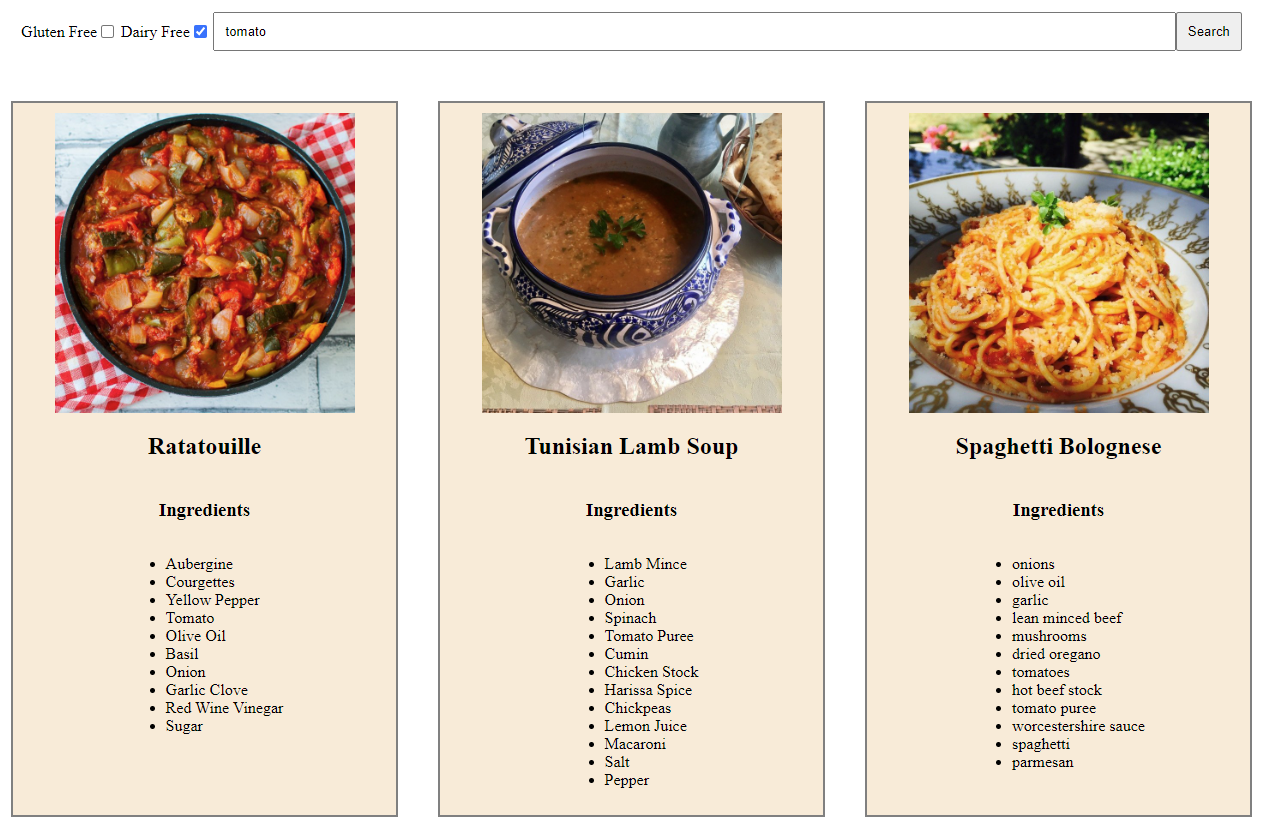 Gluten Free Dairy Free tomato Search
Ratatouille
Ingredients
Aubergine
Courgettes
Yellow Pepper
Tomato
Olive Oil
Basil
Onion
Garlic Clove
Red Wine Vinegar
Sugar
Tunisian Lamb Soup
Ingredients
Lamb Mince
Garlic
Onion
Spinach
Tomato Puree
Cumin
Chicken Stock
Harissa Spice
Chickpeas
Lemon Juice
Macaroni
Salt
Pepper
Spaghetti Bolognese
Ingredients
onions
olive oil
garlic
lean minced beef
mushrooms
dried oregano
tomatoes
hot beef stock
tomato puree
worcestershire sauce
spaghetti
parmesan